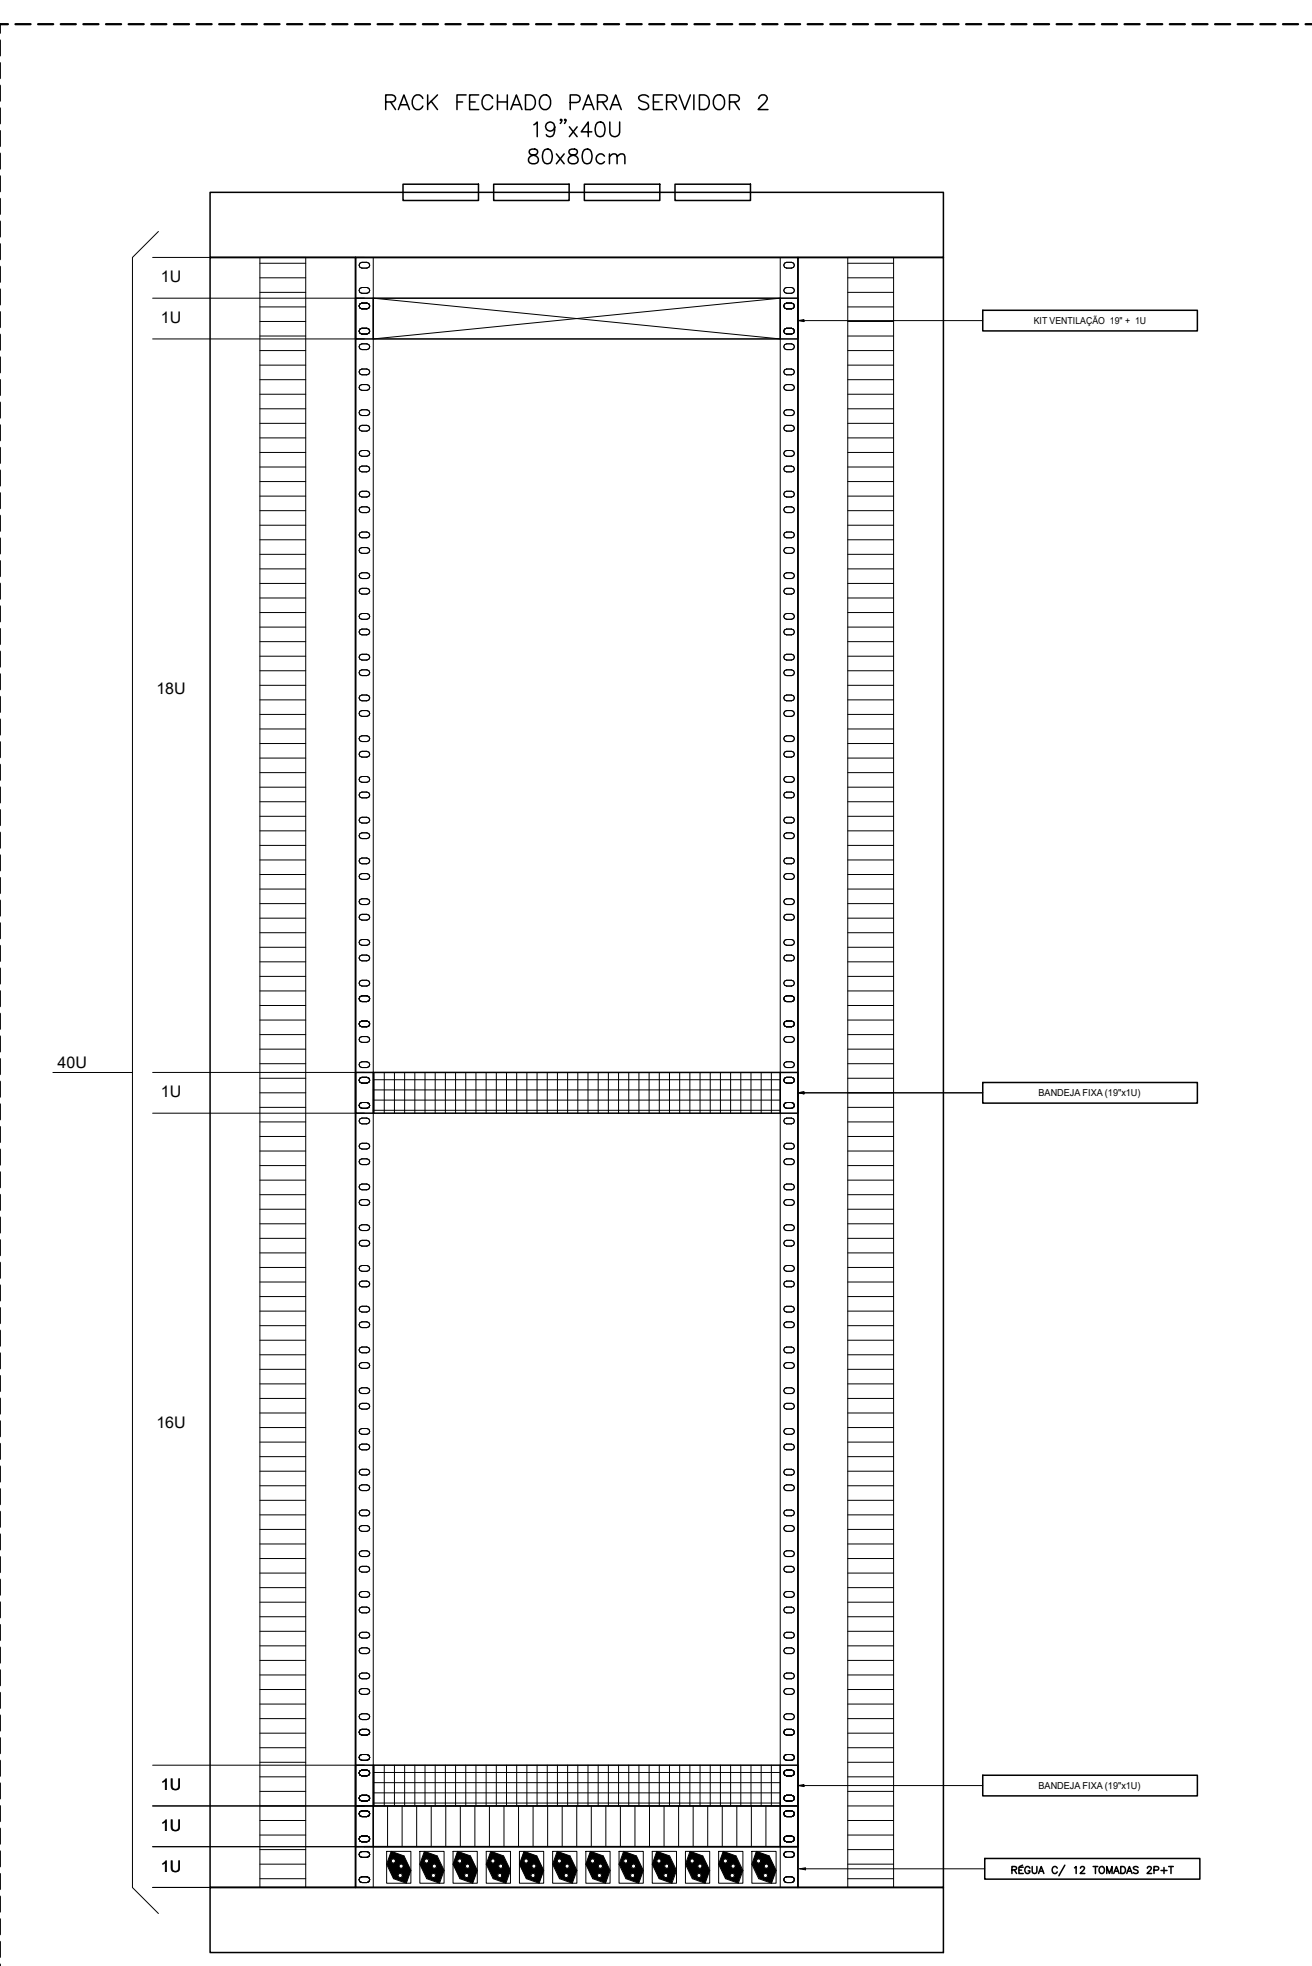 RACK FECHADO PARA SERVIDOR 2
19"x40U
80x80cm
1U
1U
KIT VENTILAÇÃO 19" + 1U
18U
40U
1U
BANDEJA FIXA (19"x1U)
16U
1U
BANDEJA FIXA (19"x1U)
1U
1U
RÉGUA C/ 12 TOMADAS 2P+T